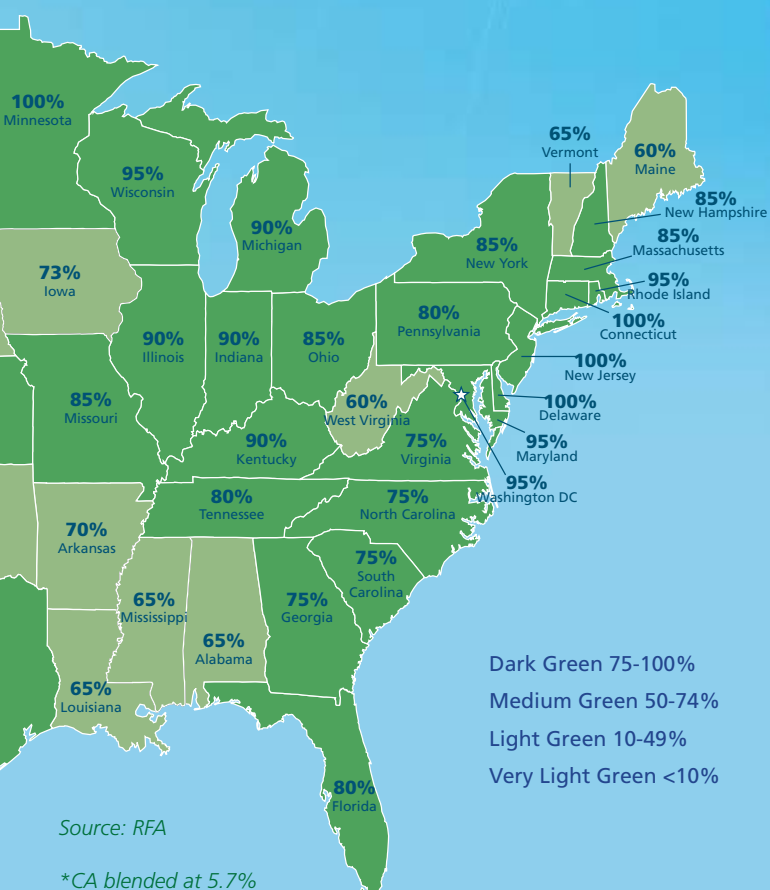 100%
Minnesota
95%
Wisconsin
90%
Michigan
65%
Vermont
60%
Maine
85%
New Hampshire
85%
Massachusetts
95%
Rhode Island
100%
Connecticut
85%
New York
73%
Iowa
90%
Illinois
90%
Indiana
85%
Ohio
80%
Pennsylvania
100%
New Jersey
100%
Delaware
95%
Maryland
95%
Washington DC
85%
Missouri
60%
West Virginia
90%
Kentucky
75%
Virginia
80%
Tennessee
75%
North Carolina
70%
Arkansas
75%
South
Carolina
65%
Mississippi
65%
Alabama
75%
Georgia
65%
Louisiana
80%
Florida
Dark Green 75-100%
Medium Green 50-74%
Light Green 10-49%
Very Light Green <10%
Source: RFA
*CA blended at 5.7%